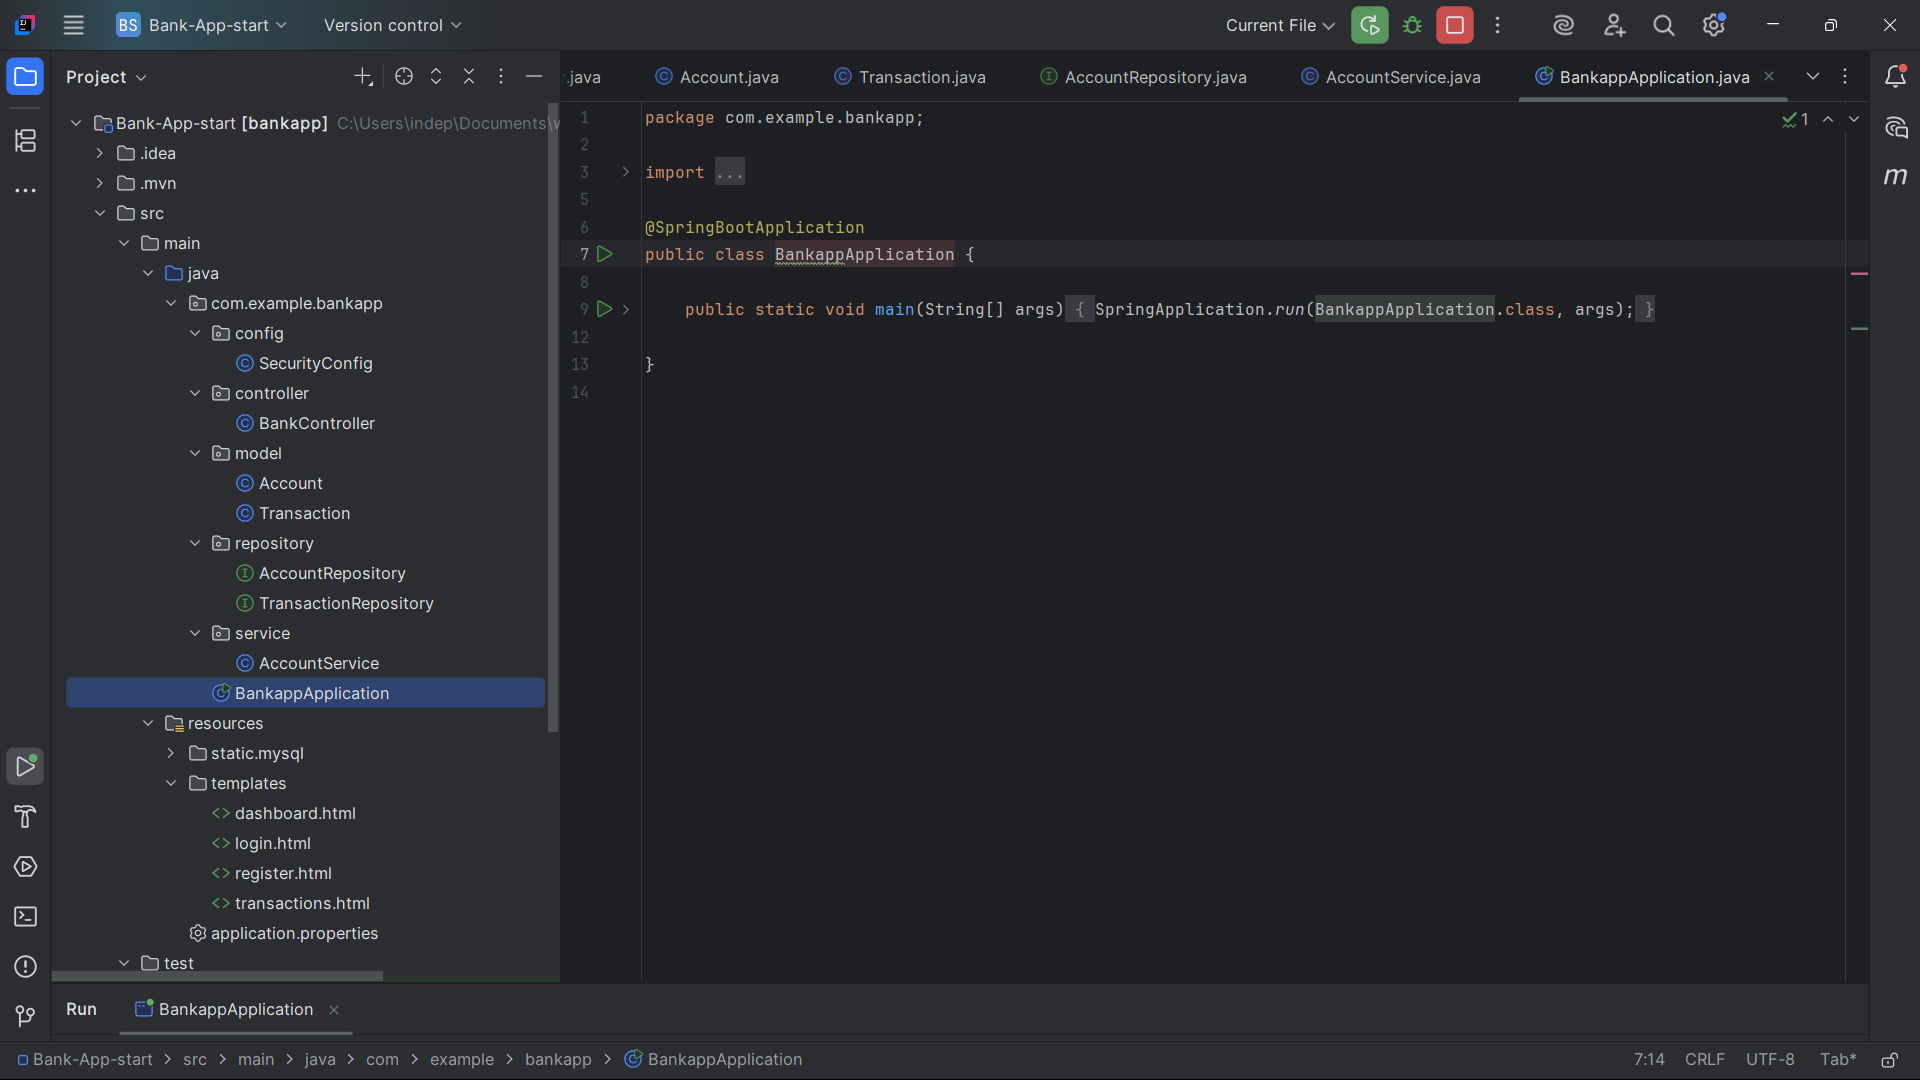 BS Bank-App-start Version control Current File
Project
.java Account.java Transaction.java AccountRepository.java AccountService.java BankappApplication.java
Bank-App-start [bankapp] C:\Users\indep\Documents\
.idea
.mvn
src
main
java
com.example.bankapp
config
SecurityConfig
controller
BankController
model
Account
Transaction
repository
AccountRepository
TransactionRepository
service
AccountService
BankappApplication
resources
static.mysql
templates
dashboard.html
login.html
register.html
transactions.html
application.properties
test
1 package com.example.bankapp;
2
3 import ...
5
6 @SpringBootApplication
7 public class BankappApplication {
8
9 public static void main(String[] args) { SpringApplication.run(BankappApplication.class, args); }
12
13 }
14
1
m
Run BankappApplication
Bank-App-start > src > main > java > com > example > bankapp > BankappApplication
7:14 CRLF UTF-8 Tab*